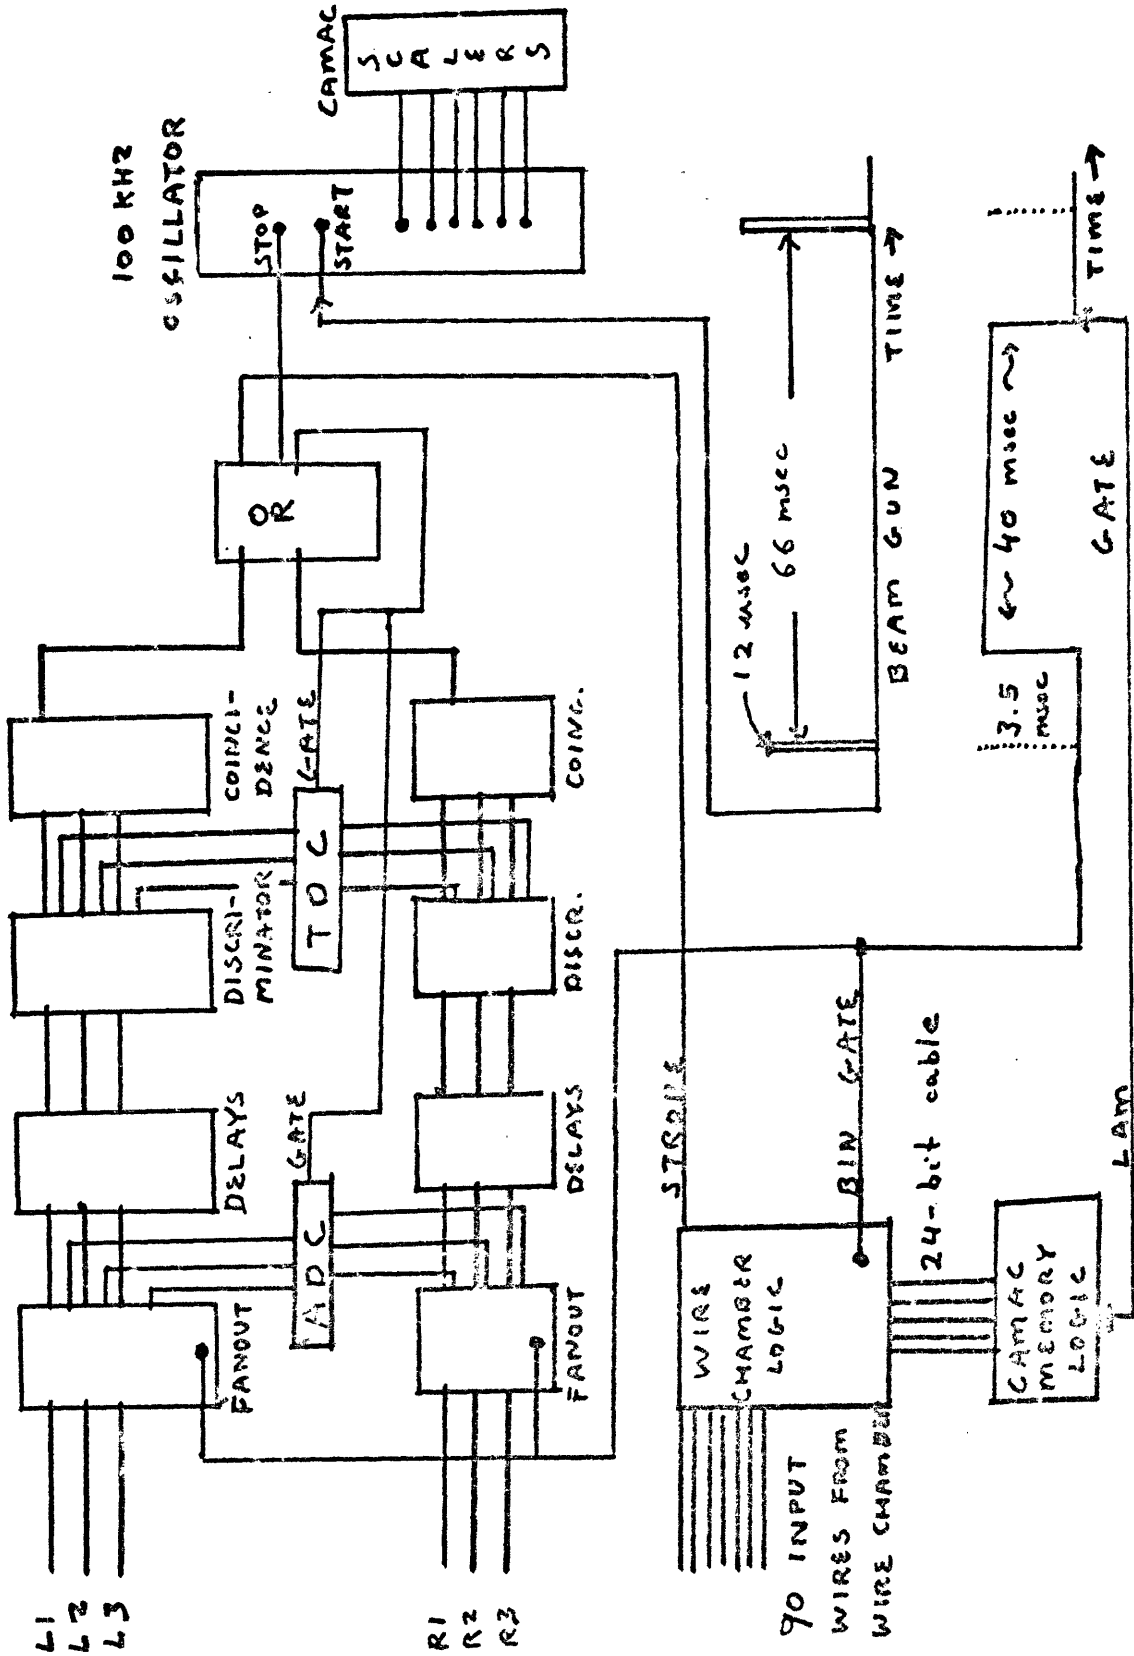 L1
L2
L3
FANOUT
DELAYS
DISCRI-
MINATOR
COINCI-
DENCE
ADC
GATE
TDC
GATE
R1
R2
R3
FANOUT
DELAYS
DISCR.
COINC.
OR
100 KHZ
OSCILLATOR
STOP
START
CAMAC
SCALERS
90 INPUT
WIRES FROM
WIRE CHAMBER
WIRE
CHAMBER
LOGIC
STROBE
BIN GATE
24-bit cable
CAMAC
MEMORY
LOGIC
LAM
12 µsec
66 msec
BEAM GUN
TIME →
3.5
msec
← 40 msec →
GATE
TIME →